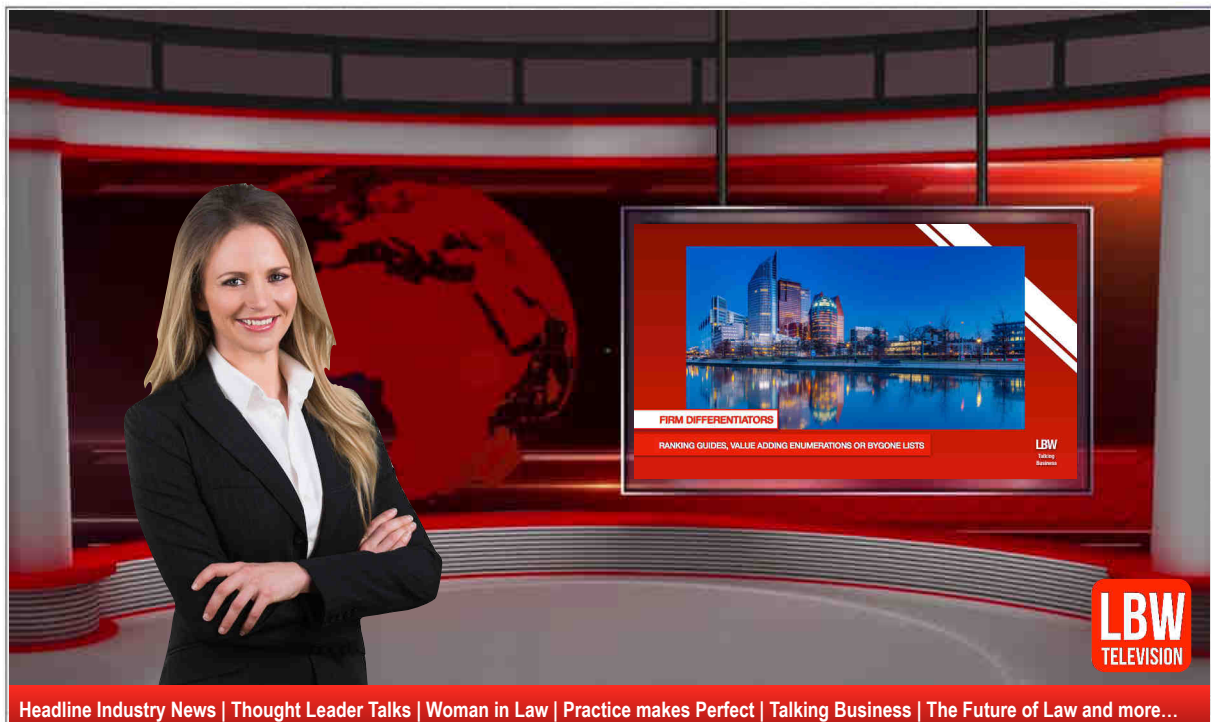 FIRM DIFFERENTIATORS
RANKING GUIDES, VALUE ADDING ENUMERATIONS OR BYGONE LISTS
LBW
Talking
Business
LBW
TELEVISION
Headline Industry News | Thought Leader Talks | Woman in Law | Practice makes Perfect | Talking Business | The Future of Law and more…